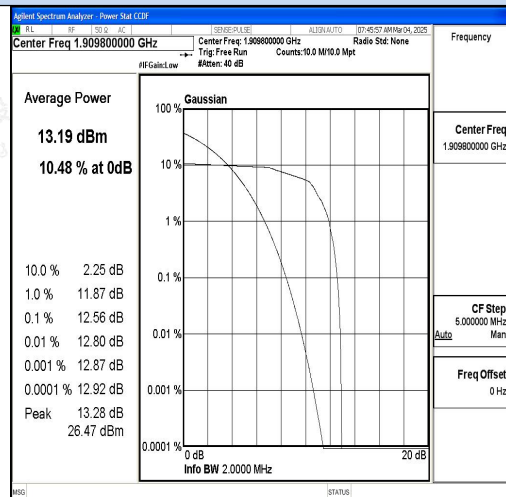 Agilent Spectrum Analyzer - Power Stat CCDF
RL RF 50 Ω AC SENSE:PULSE ALIGN AUTO 07:45:57 AM Mar 04, 2025
Center Freq 1.909800000 GHz
Center Freq: 1.909800000 GHz Radio Std: None
Trig: Free Run Counts:10.0 M/10.0 Mpt
#IFGain:Low #Atten: 40 dB
Frequency
Center Freq
1.909800000 GHz
CF Step
5.000000 MHz
Auto Man
Freq Offset
0 Hz
Average Power
13.19 dBm
10.48 % at 0dB
10.0 % 2.25 dB
1.0 % 11.87 dB
0.1 % 12.56 dB
0.01 % 12.80 dB
0.001 % 12.87 dB
0.0001 % 12.92 dB
Peak 13.28 dB
26.47 dBm
Gaussian
100 %
10 %
1 %
0.1 %
0.01 %
0.001 %
0.0001 %
0 dB 20 dB
Info BW 2.0000 MHz
MSG STATUS